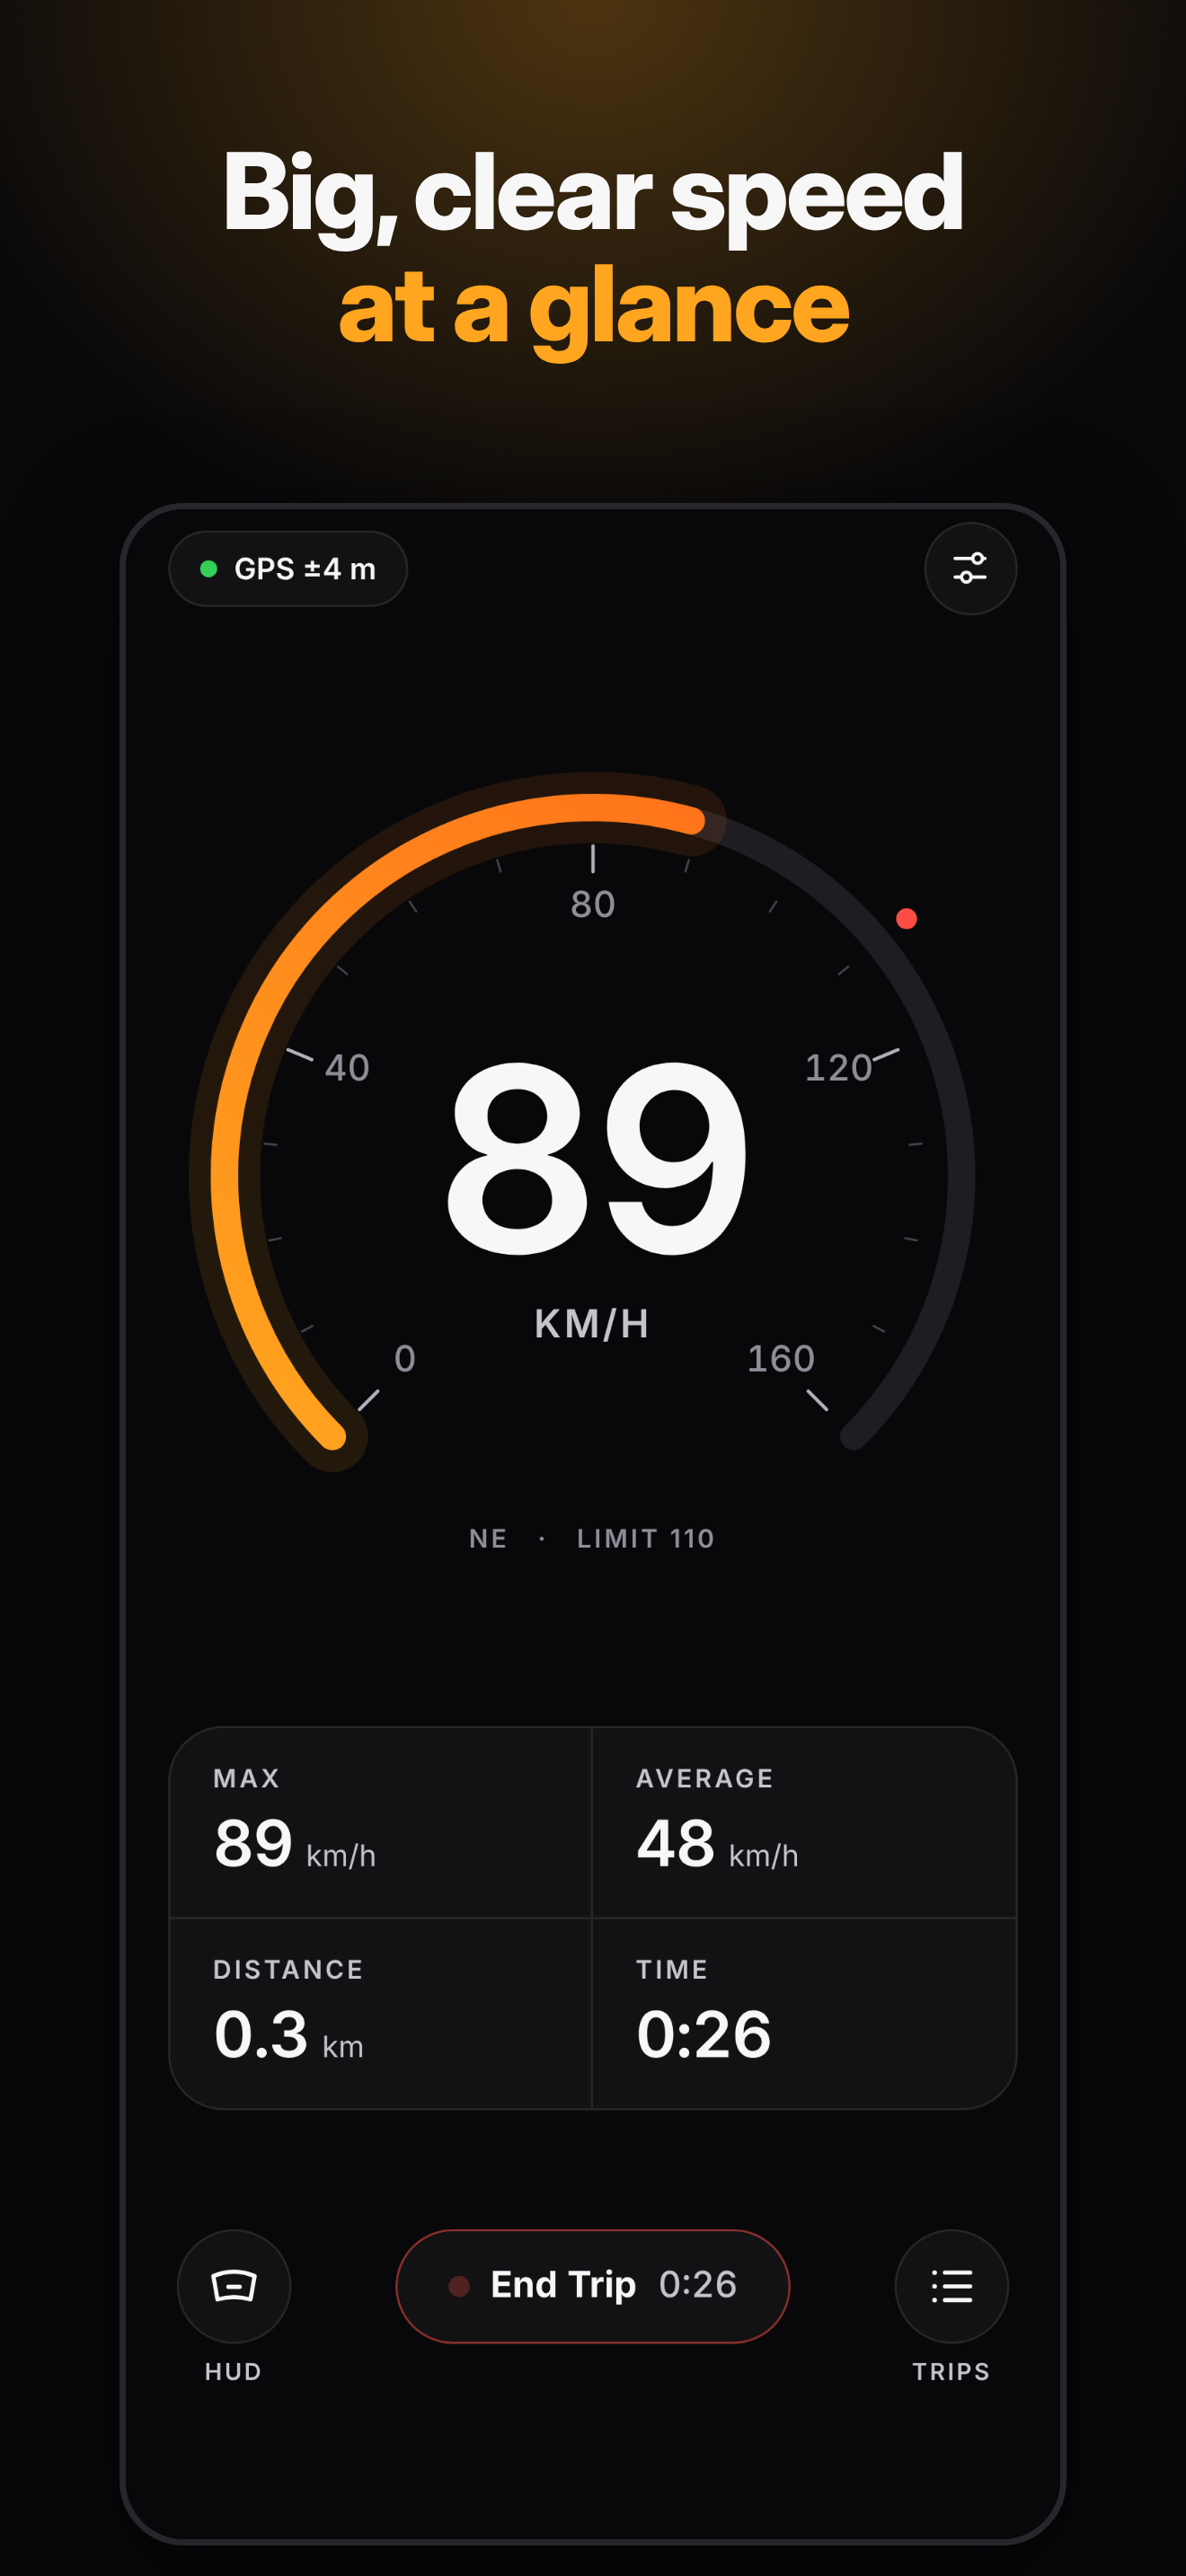 Big, clear speed
at a glance
GPS ±4 m
80
40
120
89
KM/H
0
160
NE · LIMIT 110
MAX
89 km/h
AVERAGE
48 km/h
DISTANCE
0.3 km
TIME
0:26
End Trip 0:26
HUD
TRIPS